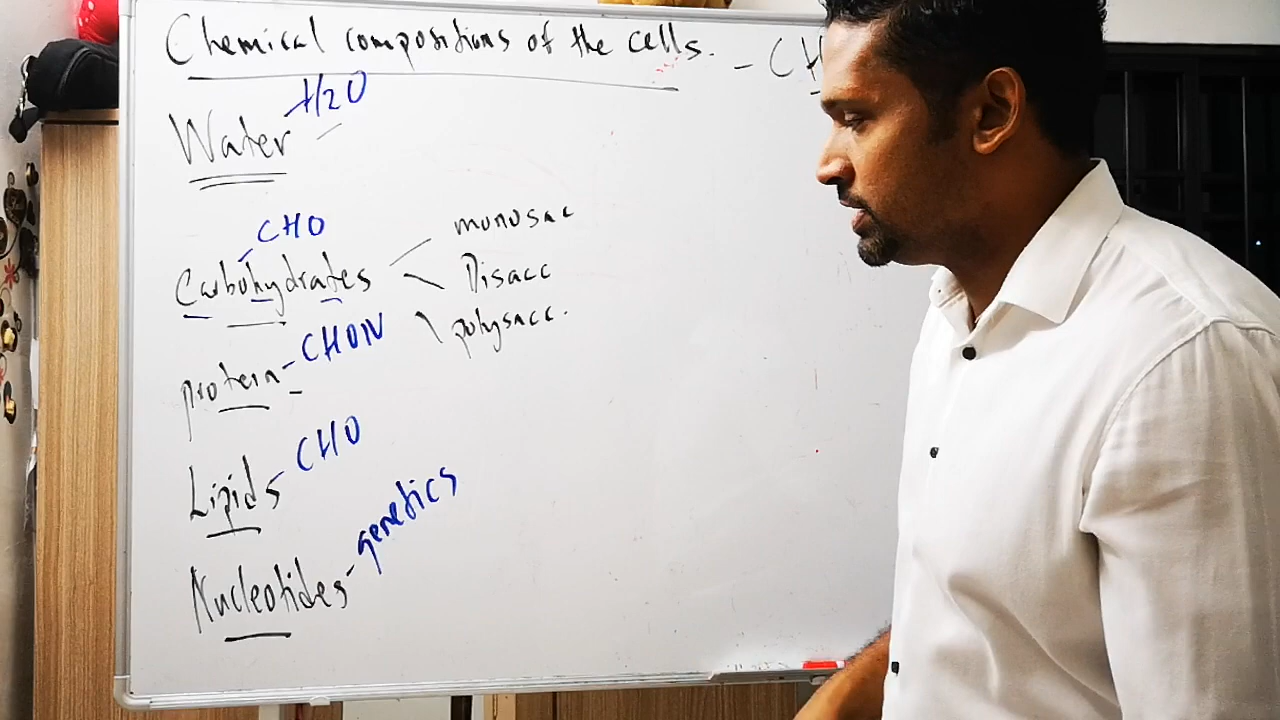 Chemical compositions of the cells. - CH
Water H2O
CHO
Carbohydrates
monosac
Disacc
polysacc.
protein - CHON
Lipids - CHO
Nucleotides - genetics